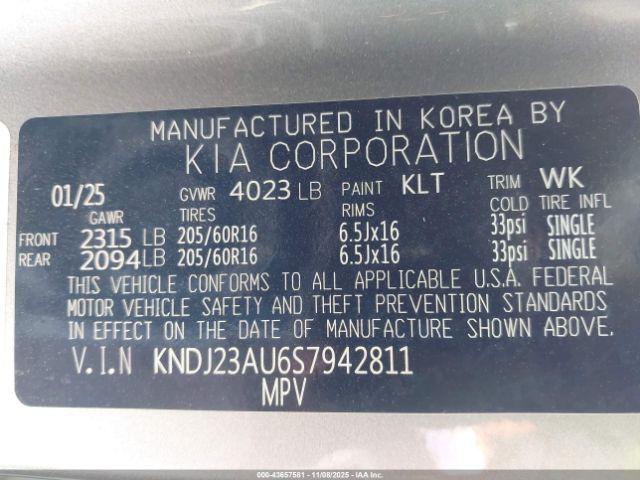 MANUFACTURED IN KOREA BY
KIA CORPORATION
01/25 GVWR 4023 LB PAINT KLT TRIM WK
GAWR TIRES RIMS COLD TIRE INFL
FRONT 2315 LB 205/60R16 6.5Jx16 33psi SINGLE
REAR 2094 LB 205/60R16 6.5Jx16 33psi SINGLE
THIS VEHICLE CONFORMS TO ALL APPLICABLE U.S.A. FEDERAL
MOTOR VEHICLE SAFETY AND THEFT PREVENTION STANDARDS
IN EFFECT ON THE DATE OF MANUFACTURE SHOWN ABOVE.
V.I.N KNDJ23AU6S7942811
MPV
000-43657581 - 11/08/2025 - IAAI.COM